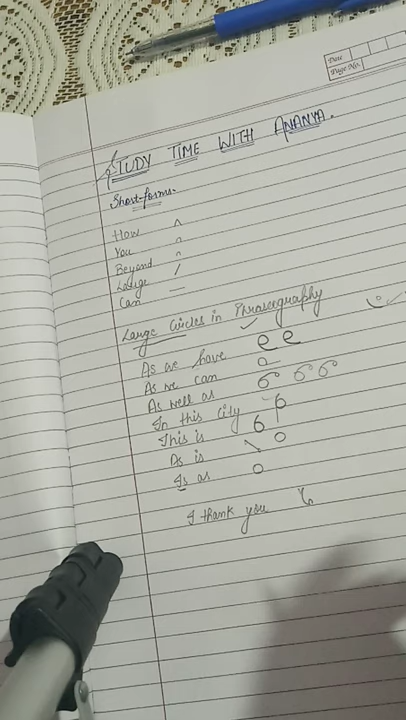 Date
Page No.
STUDY TIME WITH ANANYA.
Short-forms.
How
You
Beyond
Large
Can
Large Circles in Phraseography
As we have
As we can
As well as
In this city
This is
As is
Is as
I thank you